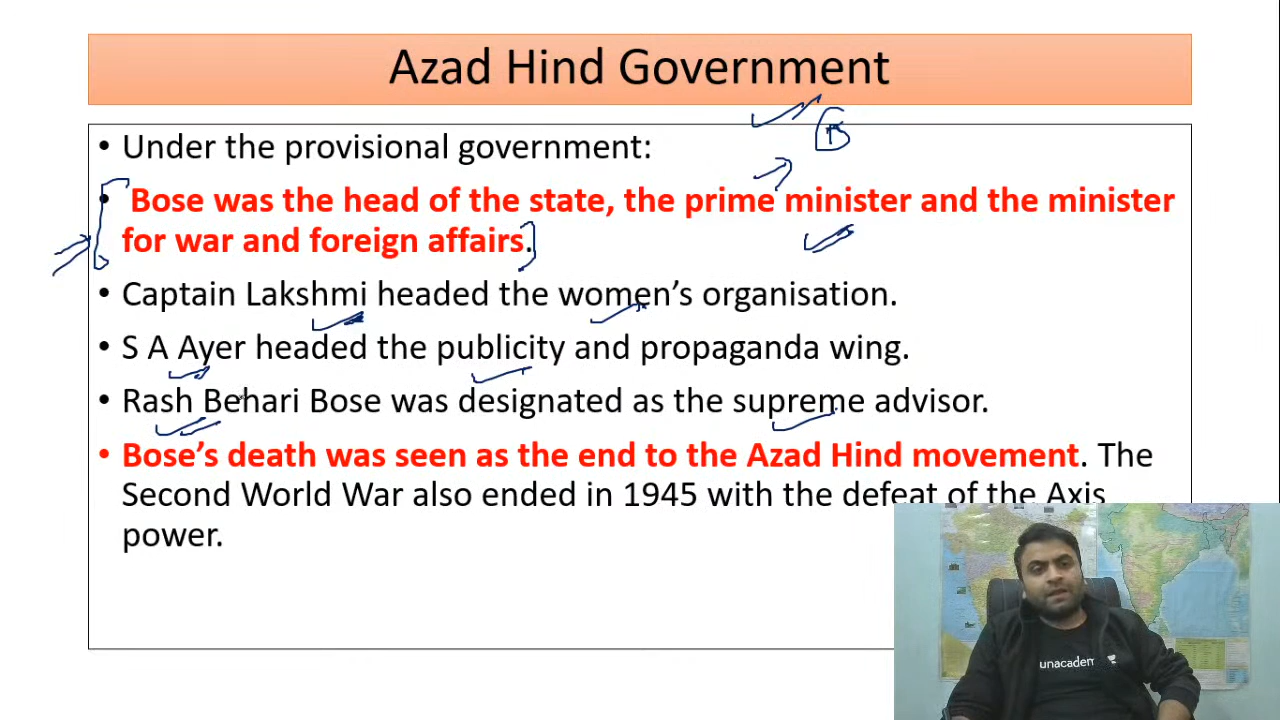 Azad Hind Government
• Under the provisional government:
• Bose was the head of the state, the prime minister and the minister
for war and foreign affairs.
• Captain Lakshmi headed the women’s organisation.
• S A Ayer headed the publicity and propaganda wing.
• Rash Behari Bose was designated as the supreme advisor.
• Bose’s death was seen as the end to the Azad Hind movement. The
Second World War also ended in 1945 with the defeat of the Axis
power.
unacadem